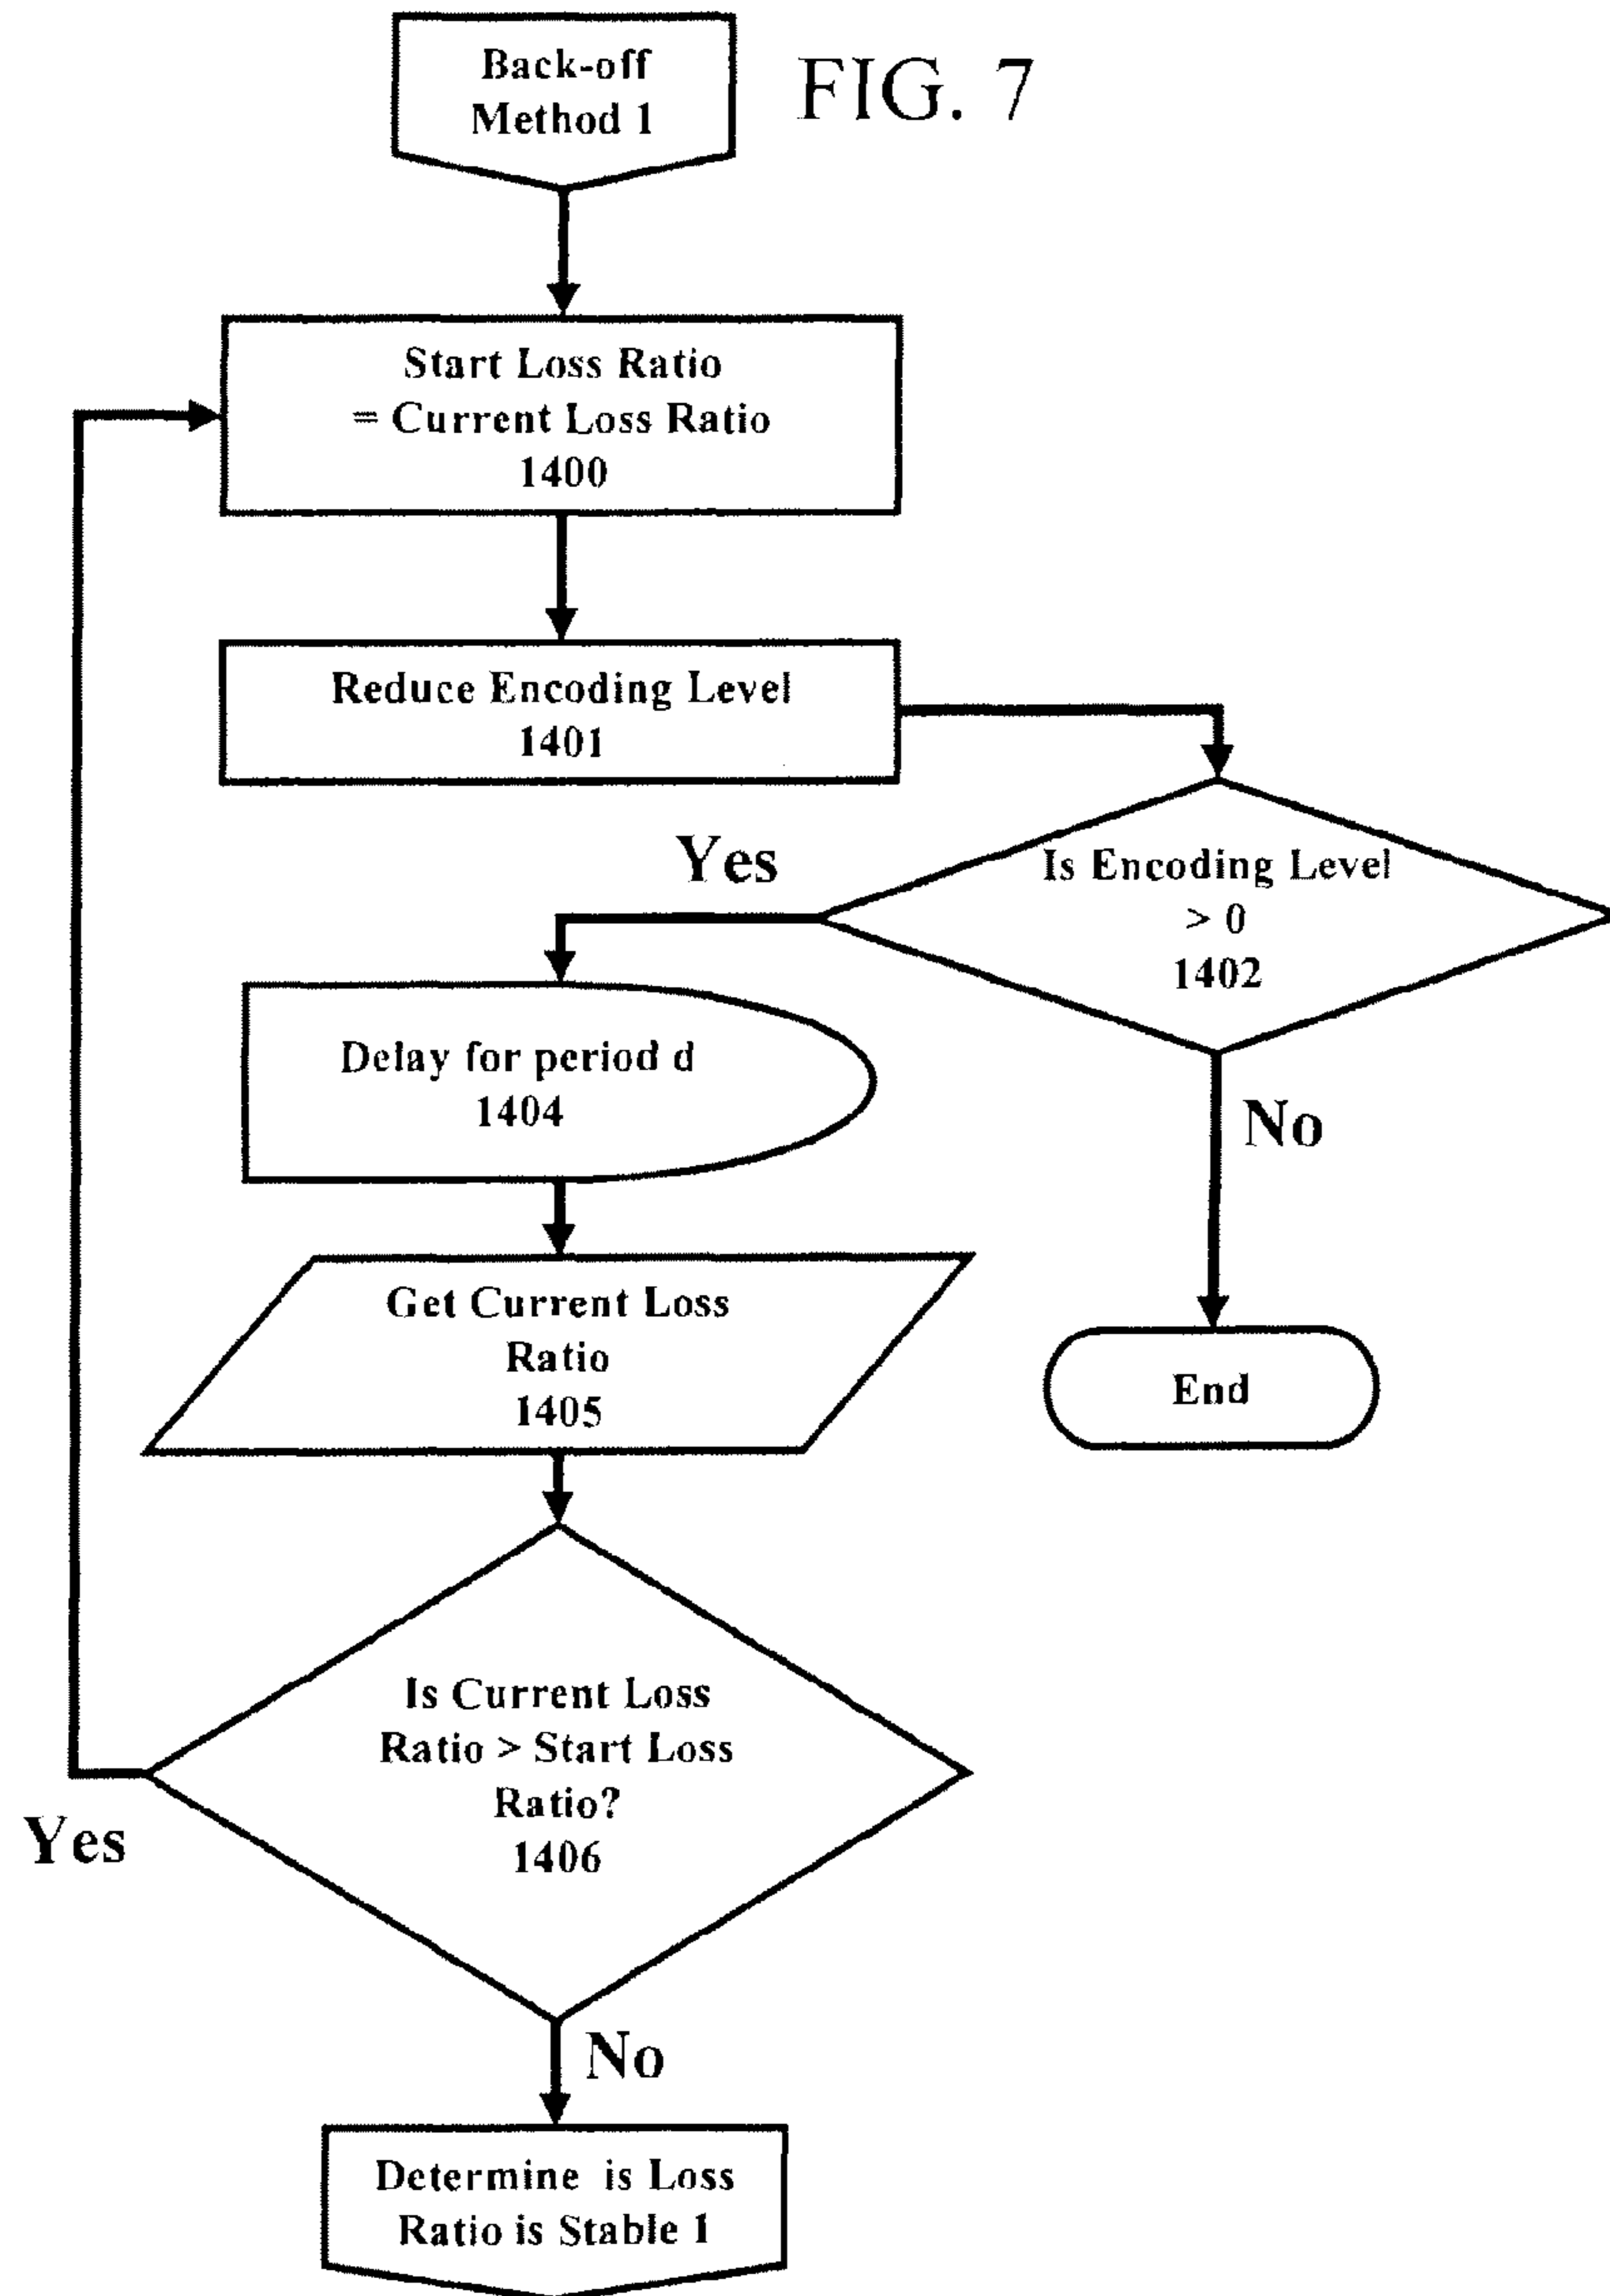 Back-off
Method 1
FIG. 7
Start Loss Ratio
= Current Loss Ratio
1400
Reduce Encoding Level
1401
Yes
Is Encoding Level
> 0
1402
Delay for period d
1404
No
Get Current Loss
Ratio
1405
End
Is Current Loss
Ratio > Start Loss
Ratio?
1406
Yes
No
Determine is Loss
Ratio is Stable 1